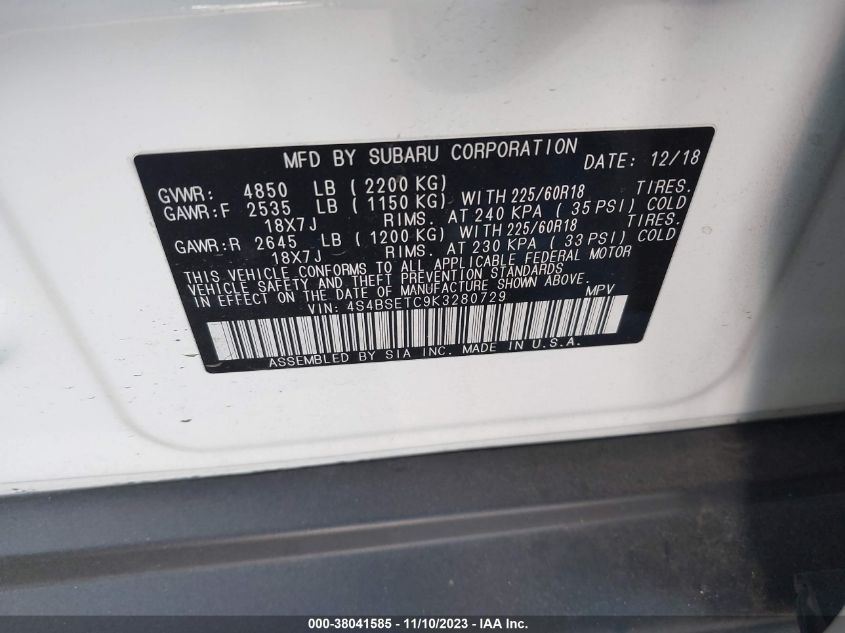 MFD BY SUBARU CORPORATION DATE: 12/18
GVWR: 4850 LB (2200 KG)
GAWR:F 2535 LB (1150 KG) WITH 225/60R18 TIRES.
18X7J RIMS. AT 240 KPA (35 PSI) COLD
GAWR:R 2645 LB (1200 KG) WITH 225/60R18 TIRES.
18X7J RIMS. AT 230 KPA (33 PSI) COLD
THIS VEHICLE CONFORMS TO ALL APPLICABLE FEDERAL MOTOR
VEHICLE SAFETY AND THEFT PREVENTION STANDARDS
IN EFFECT ON THE DATE OF MANUFACTURE SHOWN ABOVE.
VIN: 4S4BSETC9K3280729 MPV
ASSEMBLED BY SIA INC. MADE IN U.S.A.
000-38041585 - 11/10/2023 - IAA Inc.